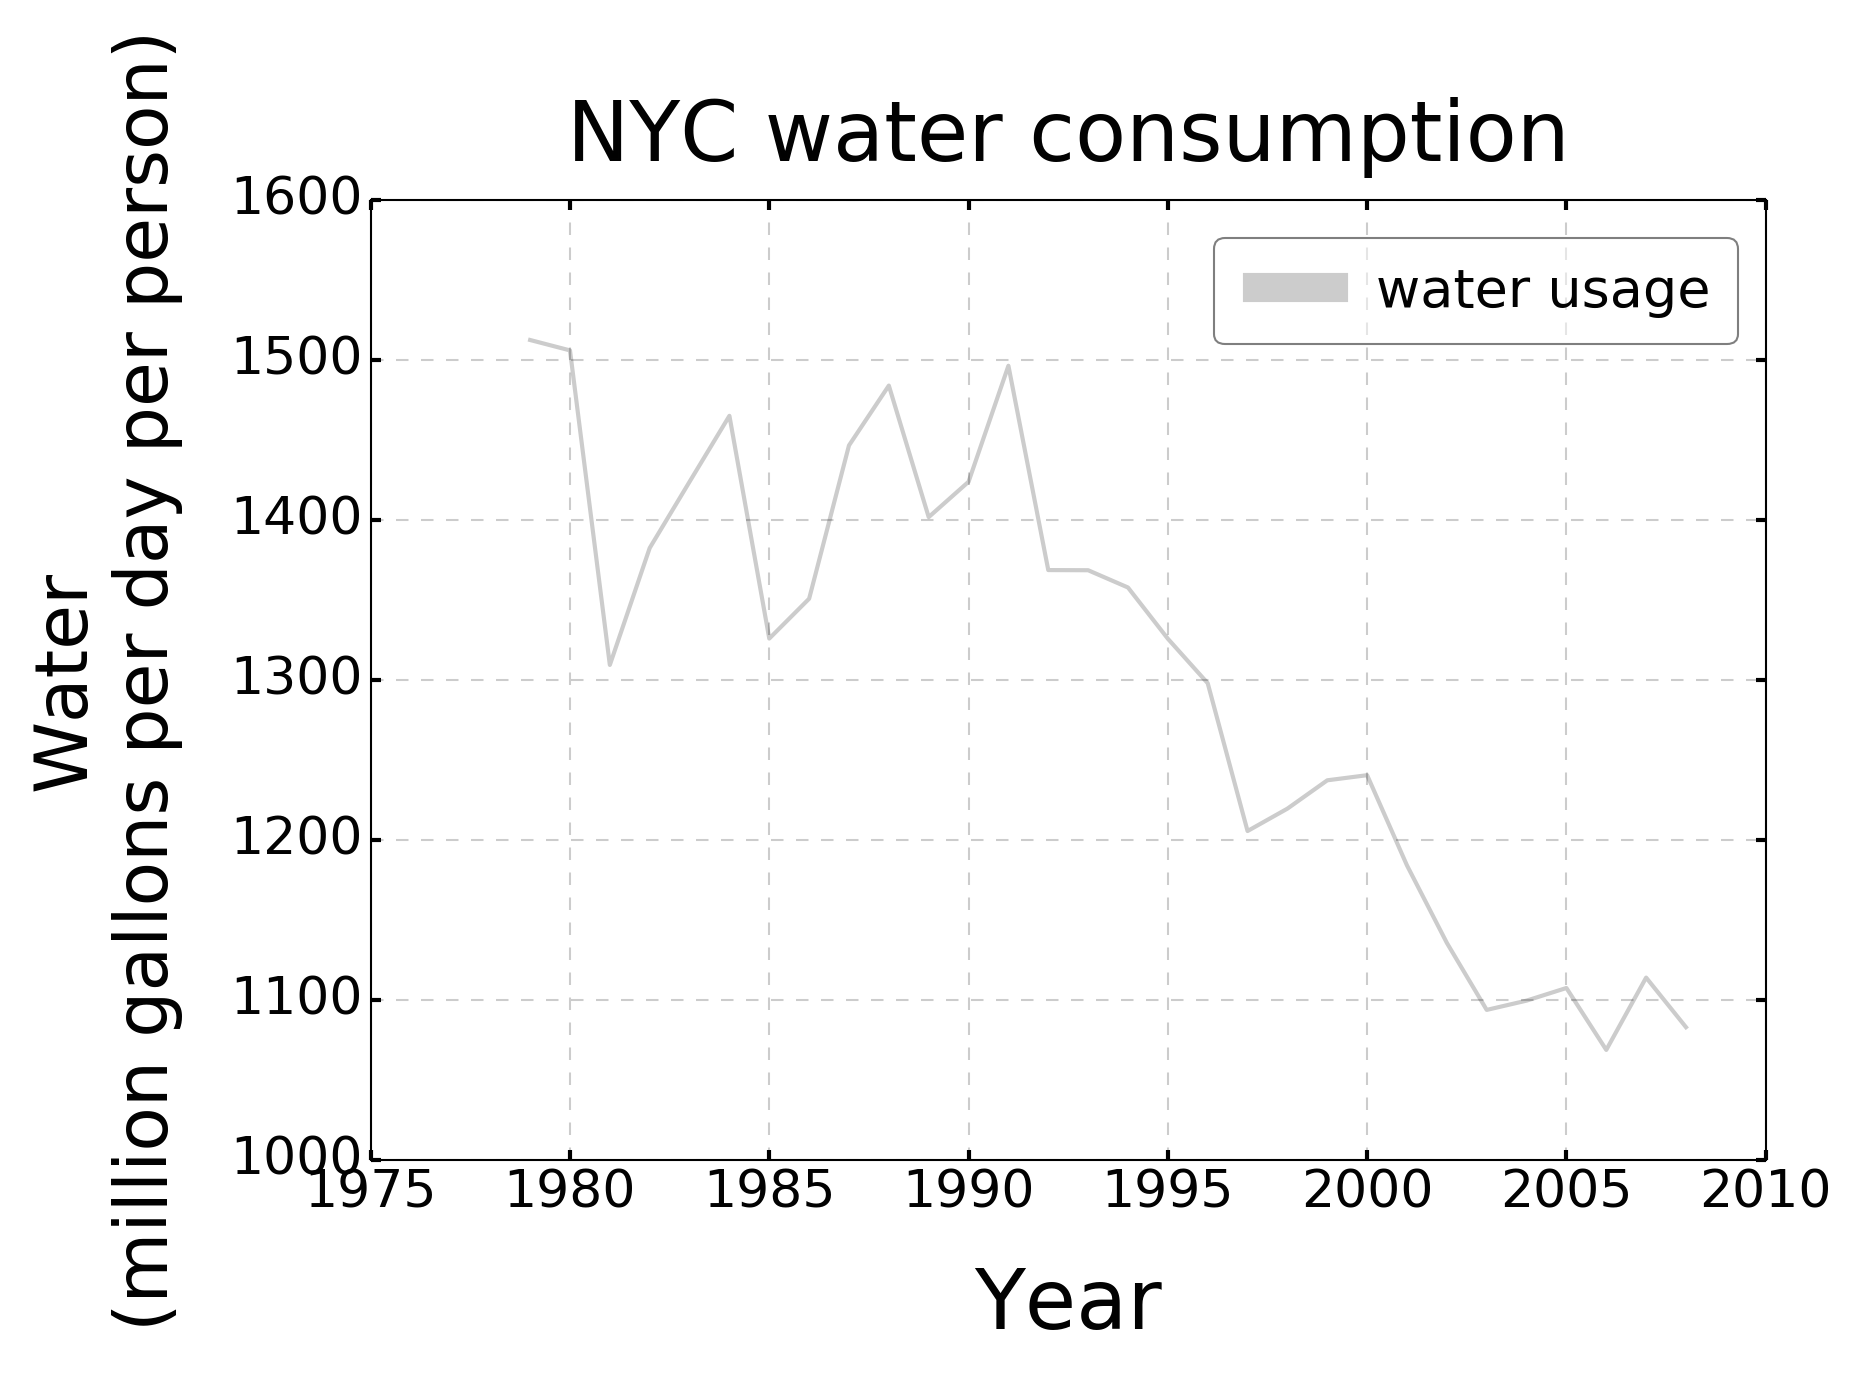 NYC water consumption
water usage
Water
(million gallons per day per person)
1600
1500
1400
1300
1200
1100
1000
1975 1980 1985 1990 1995 2000 2005 2010
Year